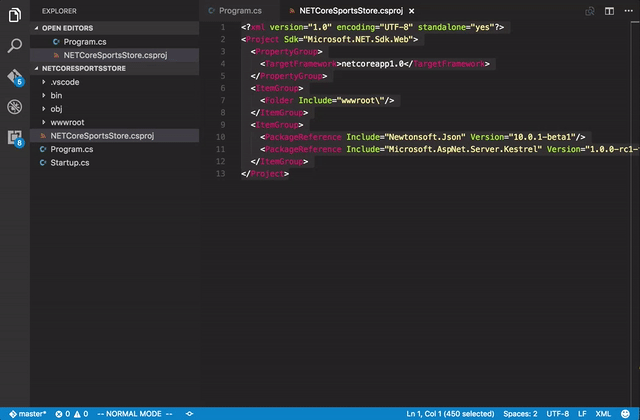 EXPLORER
Program.cs
NETCoreSportsStore.csproj
OPEN EDITORS
Program.cs
NETCoreSportsStore.csproj
NETCORESPORTSSTORE
.vscode
bin
obj
wwwroot
NETCoreSportsStore.csproj
Program.cs
Startup.cs
5
8
1 <?xml version="1.0" encoding="UTF-8" standalone="yes"?>
2 <Project Sdk="Microsoft.NET.Sdk.Web">
3 <PropertyGroup>
4 <TargetFramework>netcoreapp1.0</TargetFramework>
5 </PropertyGroup>
6 <ItemGroup>
7 <Folder Include="wwwroot\"/>
8 </ItemGroup>
9 <ItemGroup>
10 <PackageReference Include="Newtonsoft.Json" Version="10.0.1-beta1"/>
11 <PackageReference Include="Microsoft.AspNet.Server.Kestrel" Version="1.0.0-rc1-
12 </ItemGroup>
13 </Project>
master* 0 0 -- NORMAL MODE -- Ln 1, Col 1 (450 selected) Spaces: 2 UTF-8 LF XML